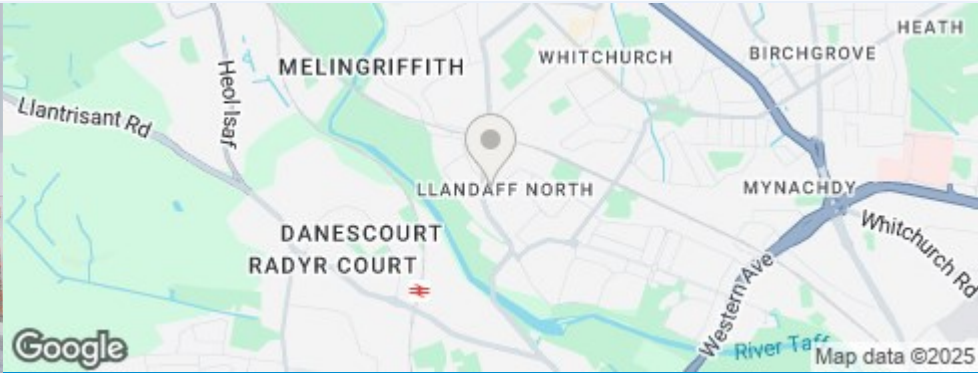 HEATH
WHITCHURCH
BIRCHGROVE
MELINGRIFFITH
Heol Isaf
Llantrisant Rd
LLANDAFF NORTH
MYNACHDY
DANESCOURT
RADYR COURT
Whitchurch Rd
Western Ave
River Taff
Google
Map data ©2025